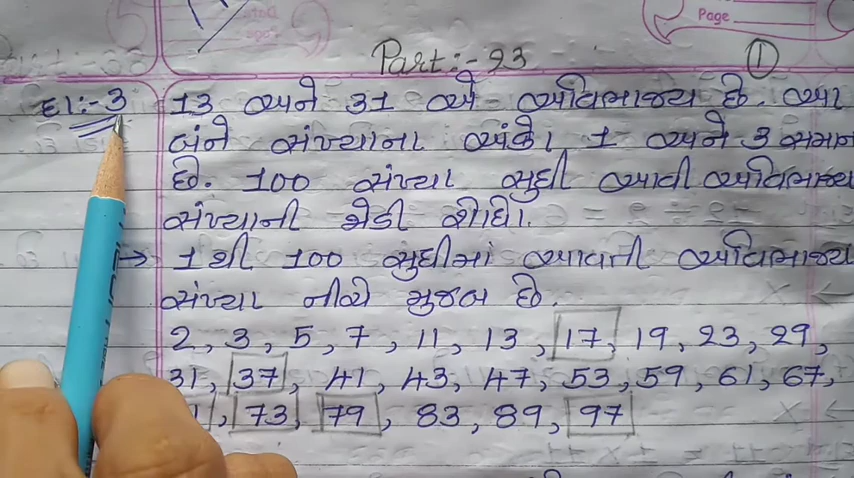 Page
Part:-23 ①
દા:-3 13 અને 31 એ અવિભાજ્ય છે. આ
બંને સંખ્યાના અંકો 1 અને 3 સમાન
છે. 100 સંખ્યા સુધી આવી અવિભાજ્ય
સંખ્યાની જોડી શોધો.
→ 1 થી 100 સુધીમાં આવતી અવિભાજ્ય
સંખ્યા નીચે મુજબ છે.
2, 3, 5, 7, 11, 13, 17, 19, 23, 29,
31, 37, 41, 43, 47, 53, 59, 61, 67,
73, 79, 83, 89, 97